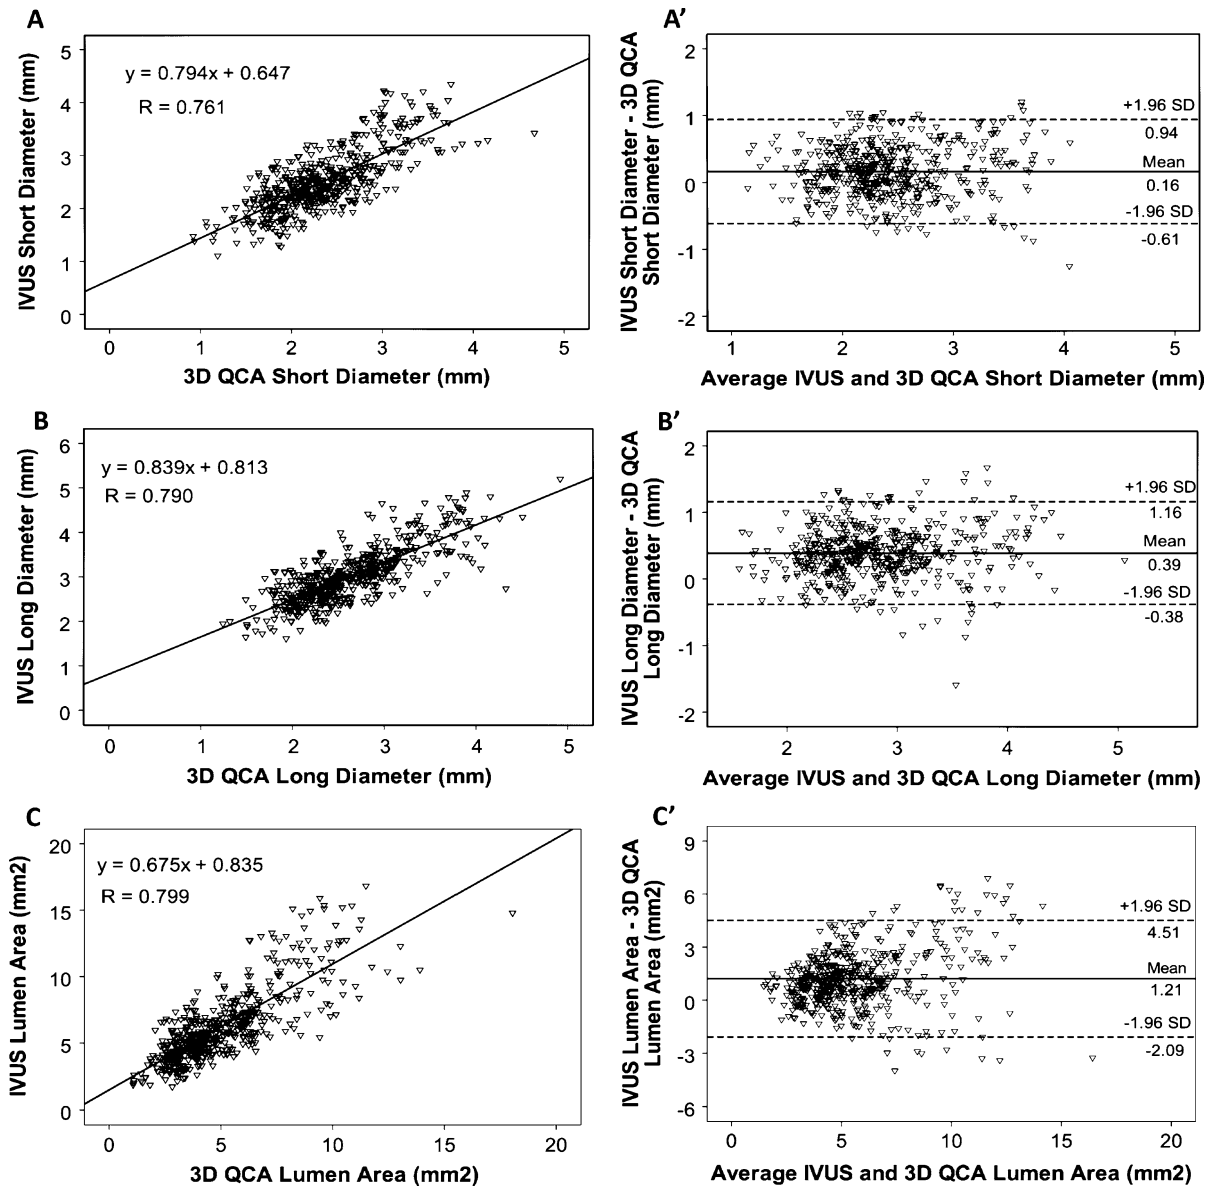 A
y = 0.794x + 0.647
R = 0.761
IVUS Short Diameter (mm)
5
4
3
2
1
0
0 1 2 3 4 5
3D QCA Short Diameter (mm)
A’
IVUS Short Diameter - 3D QCA
Short Diameter (mm)
2
1
0
-1
-2
+1.96 SD
0.94
Mean
0.16
-1.96 SD
-0.61
1 2 3 4 5
Average IVUS and 3D QCA Short Diameter (mm)
B
y = 0.839x + 0.813
R = 0.790
IVUS Long Diameter (mm)
6
5
4
3
2
1
0
0 1 2 3 4 5
3D QCA Long Diameter (mm)
B’
IVUS Long Diameter - 3D QCA
Long Diameter (mm)
2
1
0
-1
-2
+1.96 SD
1.16
Mean
0.39
-1.96 SD
-0.38
2 3 4 5
Average IVUS and 3D QCA Long Diameter (mm)
C
y = 0.675x + 0.835
R = 0.799
IVUS Lumen Area (mm2)
20
15
10
5
0
0 5 10 15 20
3D QCA Lumen Area (mm2)
C’
IVUS Lumen Area - 3D QCA
Lumen Area (mm2)
9
6
3
0
-3
-6
+1.96 SD
4.51
Mean
1.21
-1.96 SD
-2.09
0 5 10 15 20
Average IVUS and 3D QCA Lumen Area (mm2)